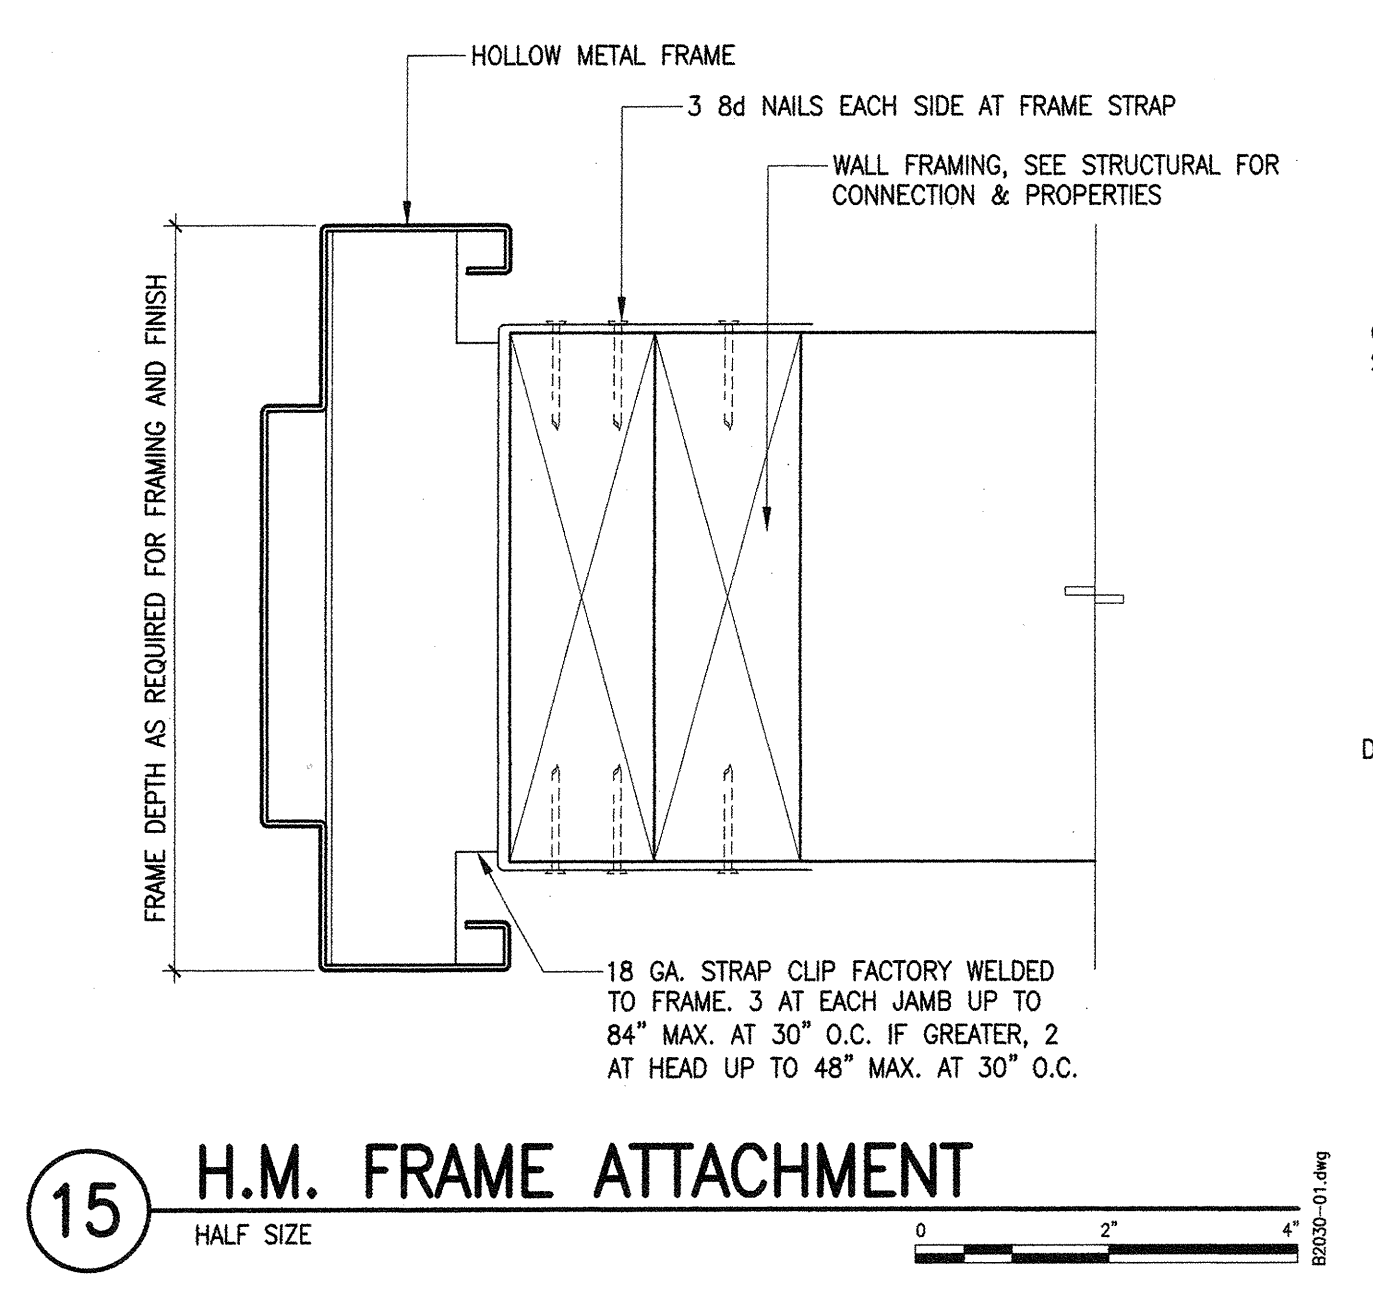 HOLLOW METAL FRAME
3 8d NAILS EACH SIDE AT FRAME STRAP
WALL FRAMING, SEE STRUCTURAL FOR
CONNECTION & PROPERTIES
FRAME DEPTH AS REQUIRED FOR FRAMING AND FINISH
D
18 GA. STRAP CLIP FACTORY WELDED
TO FRAME. 3 AT EACH JAMB UP TO
84" MAX. AT 30" O.C. IF GREATER, 2
AT HEAD UP TO 48" MAX. AT 30" O.C.
15
H.M. FRAME ATTACHMENT
HALF SIZE
0 2" 4"
B2030-01.dwg